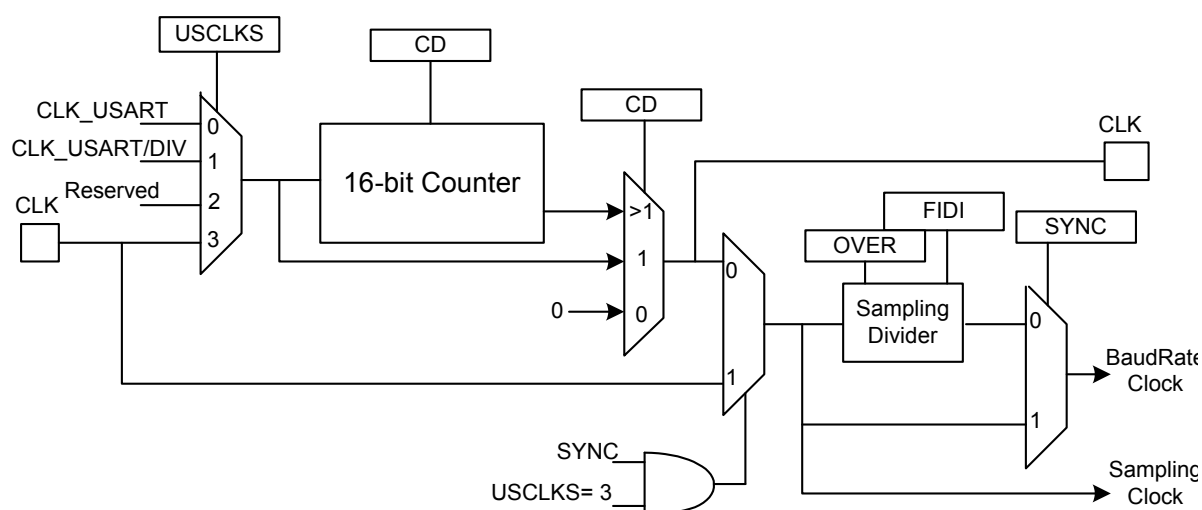 USCLKS
CD
CD
CLK_USART
CLK_USART/DIV
Reserved
CLK
0
1
2
3
16-bit Counter
>1
1
0
0
CLK
FIDI
OVER
SYNC
0
1
Sampling
Divider
0
1
BaudRate
Clock
SYNC
USCLKS= 3
Sampling
Clock